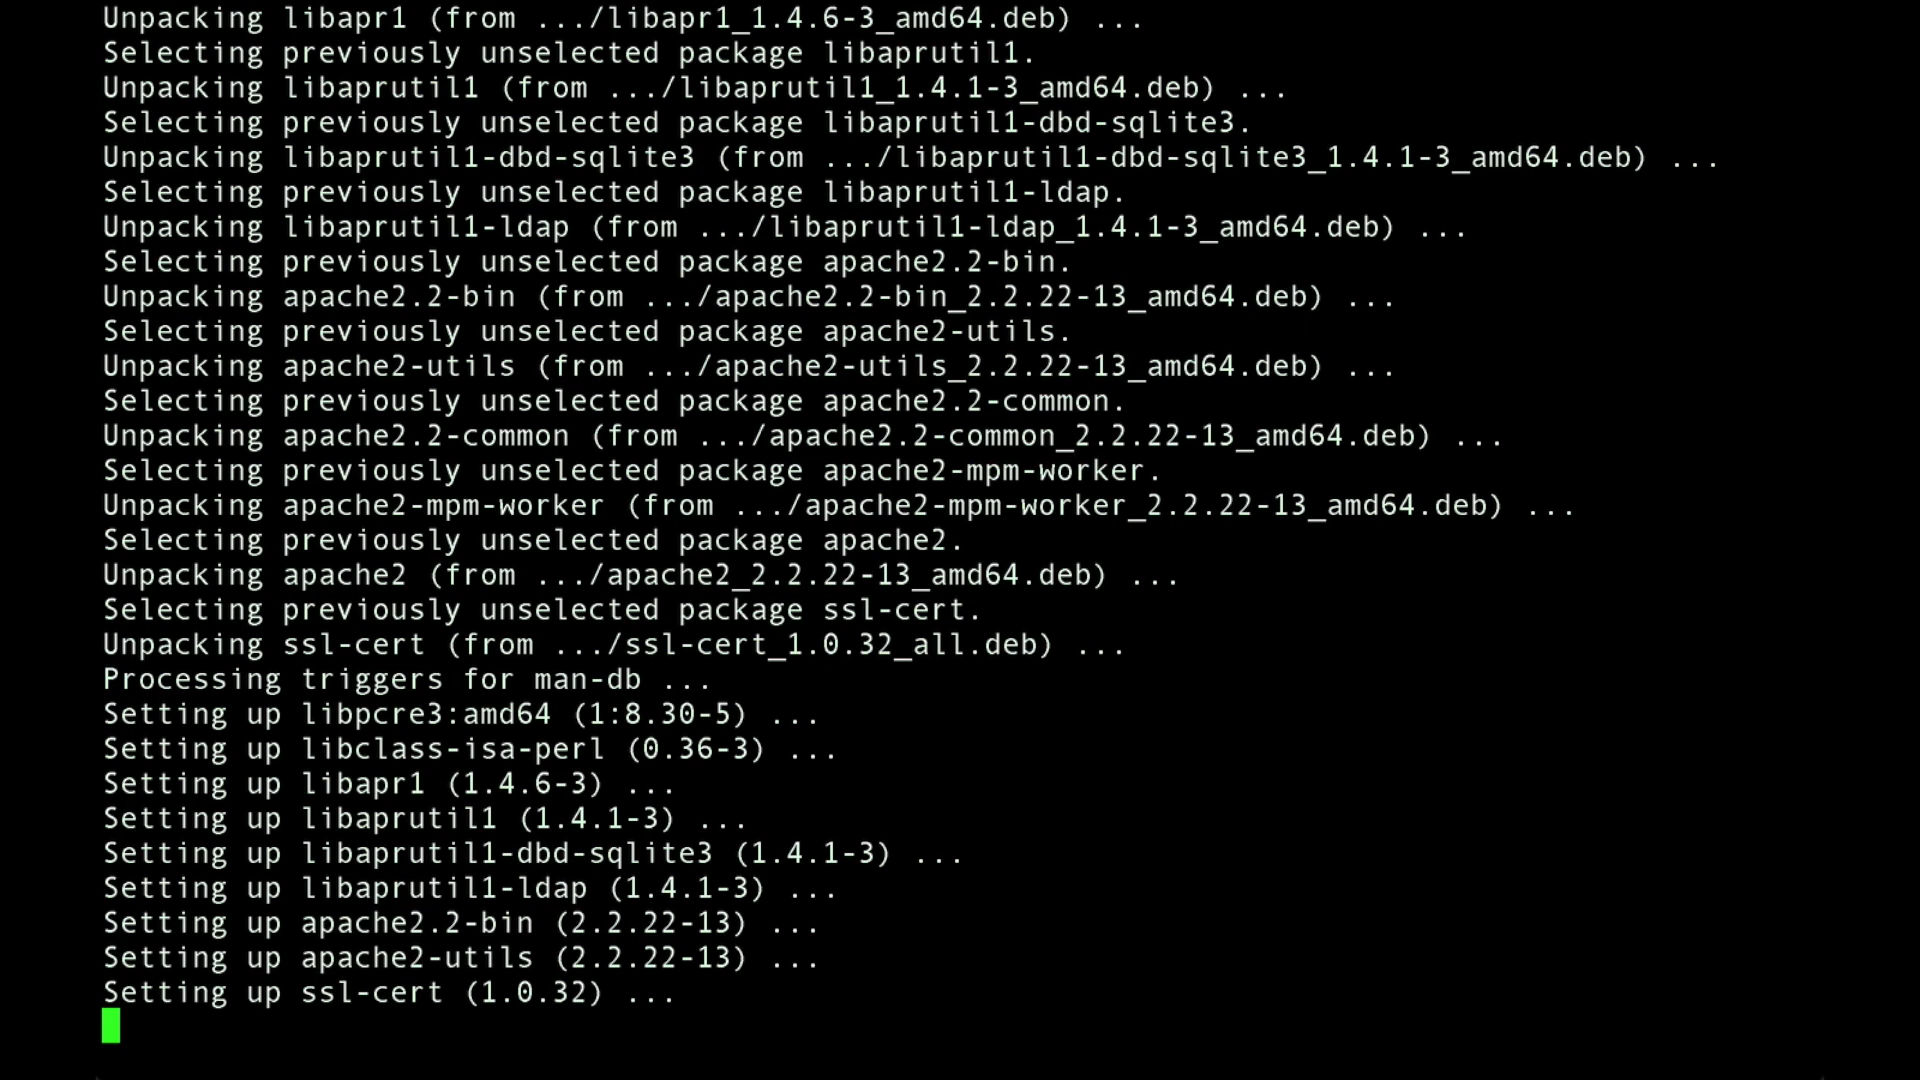 Unpacking libapr1 (from .../libapr1_1.4.6-3_amd64.deb) ...
Selecting previously unselected package libaprutil1.
Unpacking libaprutil1 (from .../libaprutil1_1.4.1-3_amd64.deb) ...
Selecting previously unselected package libaprutil1-dbd-sqlite3.
Unpacking libaprutil1-dbd-sqlite3 (from .../libaprutil1-dbd-sqlite3_1.4.1-3_amd64.deb) ...
Selecting previously unselected package libaprutil1-ldap.
Unpacking libaprutil1-ldap (from .../libaprutil1-ldap_1.4.1-3_amd64.deb) ...
Selecting previously unselected package apache2.2-bin.
Unpacking apache2.2-bin (from .../apache2.2-bin_2.2.22-13_amd64.deb) ...
Selecting previously unselected package apache2-utils.
Unpacking apache2-utils (from .../apache2-utils_2.2.22-13_amd64.deb) ...
Selecting previously unselected package apache2.2-common.
Unpacking apache2.2-common (from .../apache2.2-common_2.2.22-13_amd64.deb) ...
Selecting previously unselected package apache2-mpm-worker.
Unpacking apache2-mpm-worker (from .../apache2-mpm-worker_2.2.22-13_amd64.deb) ...
Selecting previously unselected package apache2.
Unpacking apache2 (from .../apache2_2.2.22-13_amd64.deb) ...
Selecting previously unselected package ssl-cert.
Unpacking ssl-cert (from .../ssl-cert_1.0.32_all.deb) ...
Processing triggers for man-db ...
Setting up libpcre3:amd64 (1:8.30-5) ...
Setting up libclass-isa-perl (0.36-3) ...
Setting up libapr1 (1.4.6-3) ...
Setting up libaprutil1 (1.4.1-3) ...
Setting up libaprutil1-dbd-sqlite3 (1.4.1-3) ...
Setting up libaprutil1-ldap (1.4.1-3) ...
Setting up apache2.2-bin (2.2.22-13) ...
Setting up apache2-utils (2.2.22-13) ...
Setting up ssl-cert (1.0.32) ...